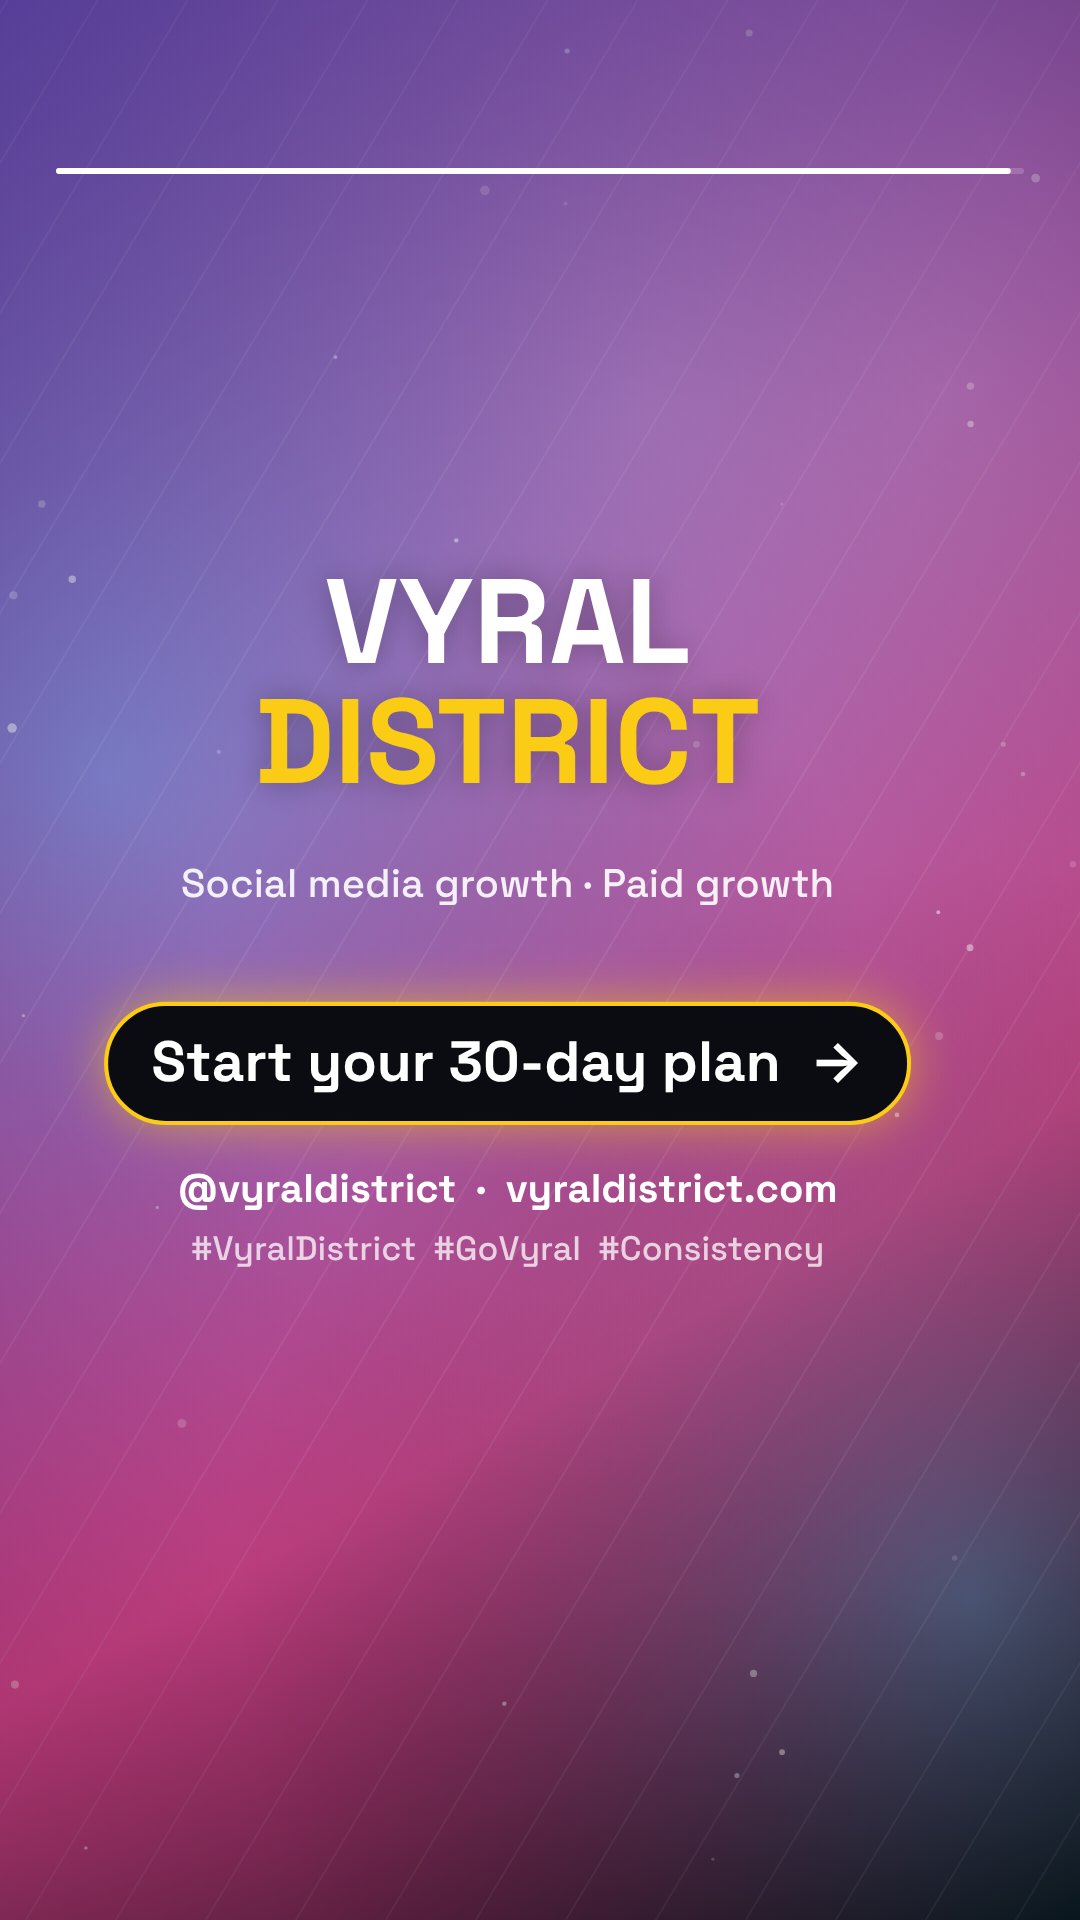 VYRAL
DISTRICT
Social media growth · Paid growth
Start your 30-day plan →
@vyraldistrict · vyraldistrict.com
#VyralDistrict #GoVyral #Consistency